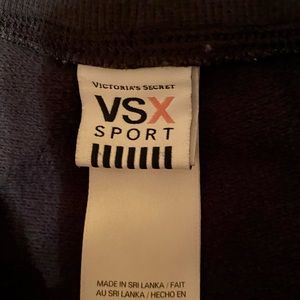 VICTORIA'S SECRET
VSX
SPORT
MADE IN SRI LANKA / FAIT
AU SRI LANKA / HECHO EN